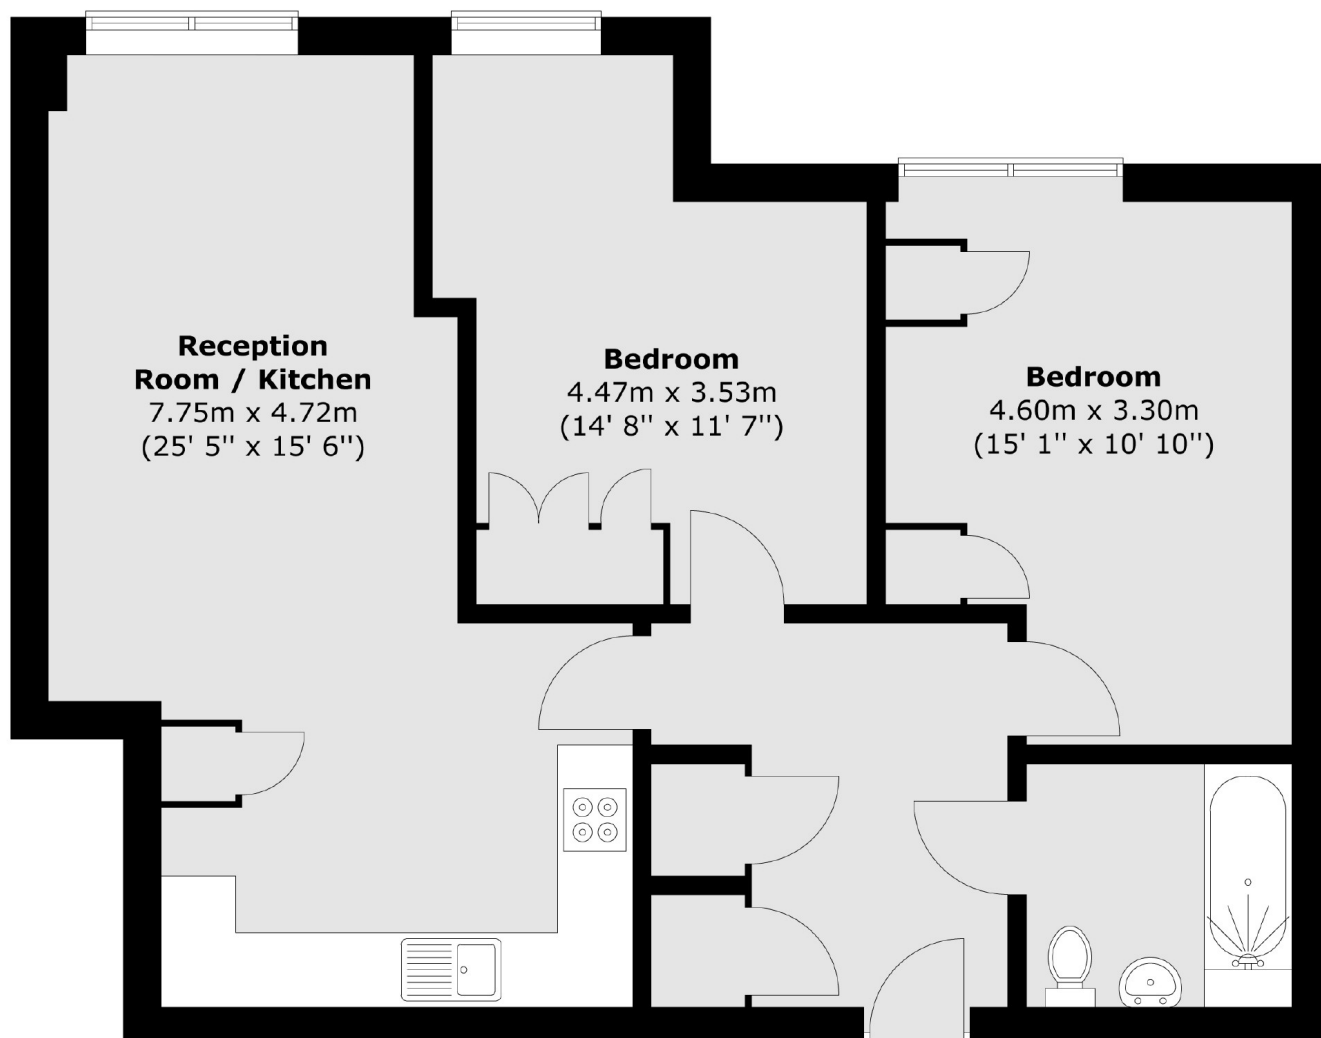 Reception
Room / Kitchen
7.75m x 4.72m
(25' 5'' x 15' 6'')
Bedroom
4.47m x 3.53m
(14' 8'' x 11' 7'')
Bedroom
4.60m x 3.30m
(15' 1'' x 10' 10'')